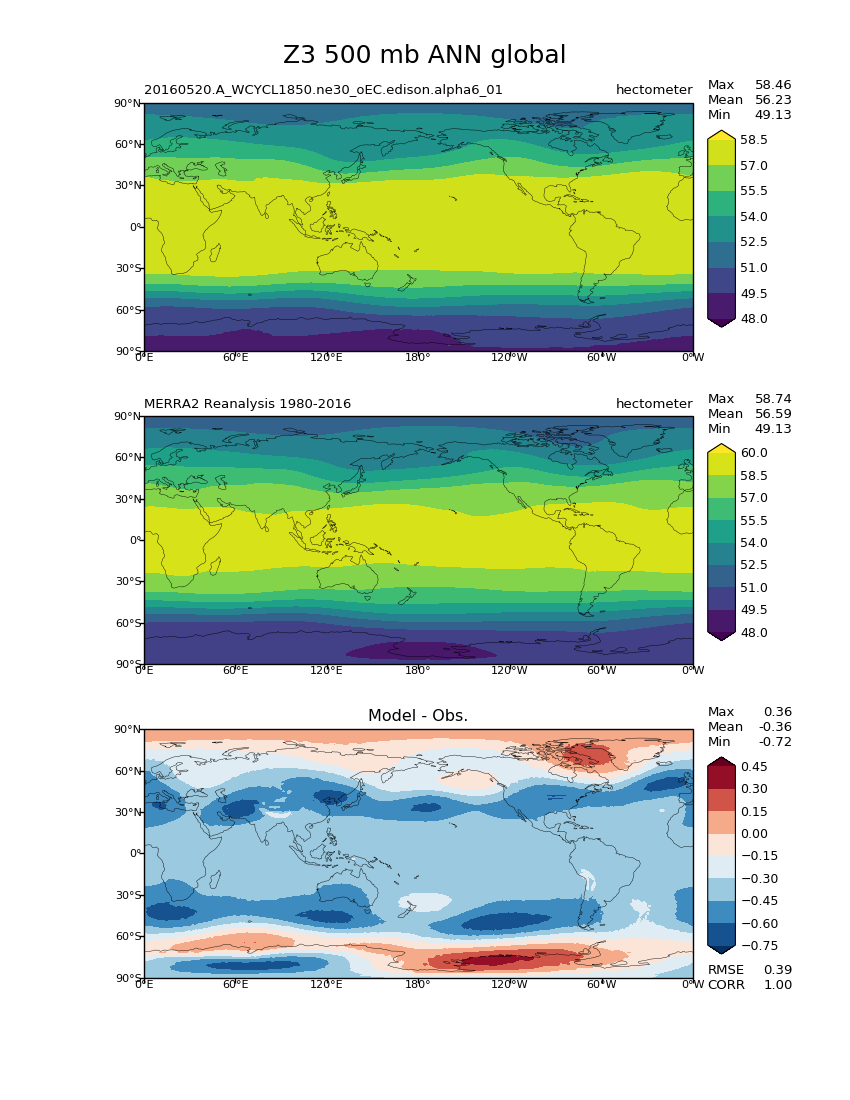 Z3 500 mb ANN global
20160520.A_WCYCL1850.ne30_oEC.edison.alpha6_01 hectometer
Max 58.46
Mean 56.23
Min 49.13
90°N
60°N
30°N
0°
30°S
60°S
90°S
0°E 60°E 120°E 180° 120°W 60°W 0°W
58.5
57.0
55.5
54.0
52.5
51.0
49.5
48.0
MERRA2 Reanalysis 1980-2016 hectometer
Max 58.74
Mean 56.59
Min 49.13
90°N
60°N
30°N
0°
30°S
60°S
90°S
0°E 60°E 120°E 180° 120°W 60°W 0°W
60.0
58.5
57.0
55.5
54.0
52.5
51.0
49.5
48.0
Model - Obs.
Max 0.36
Mean -0.36
Min -0.72
90°N
60°N
30°N
0°
30°S
60°S
90°S
0°E 60°E 120°E 180° 120°W 60°W 0°W
0.45
0.30
0.15
0.00
−0.15
−0.30
−0.45
−0.60
−0.75
RMSE 0.39
CORR 1.00